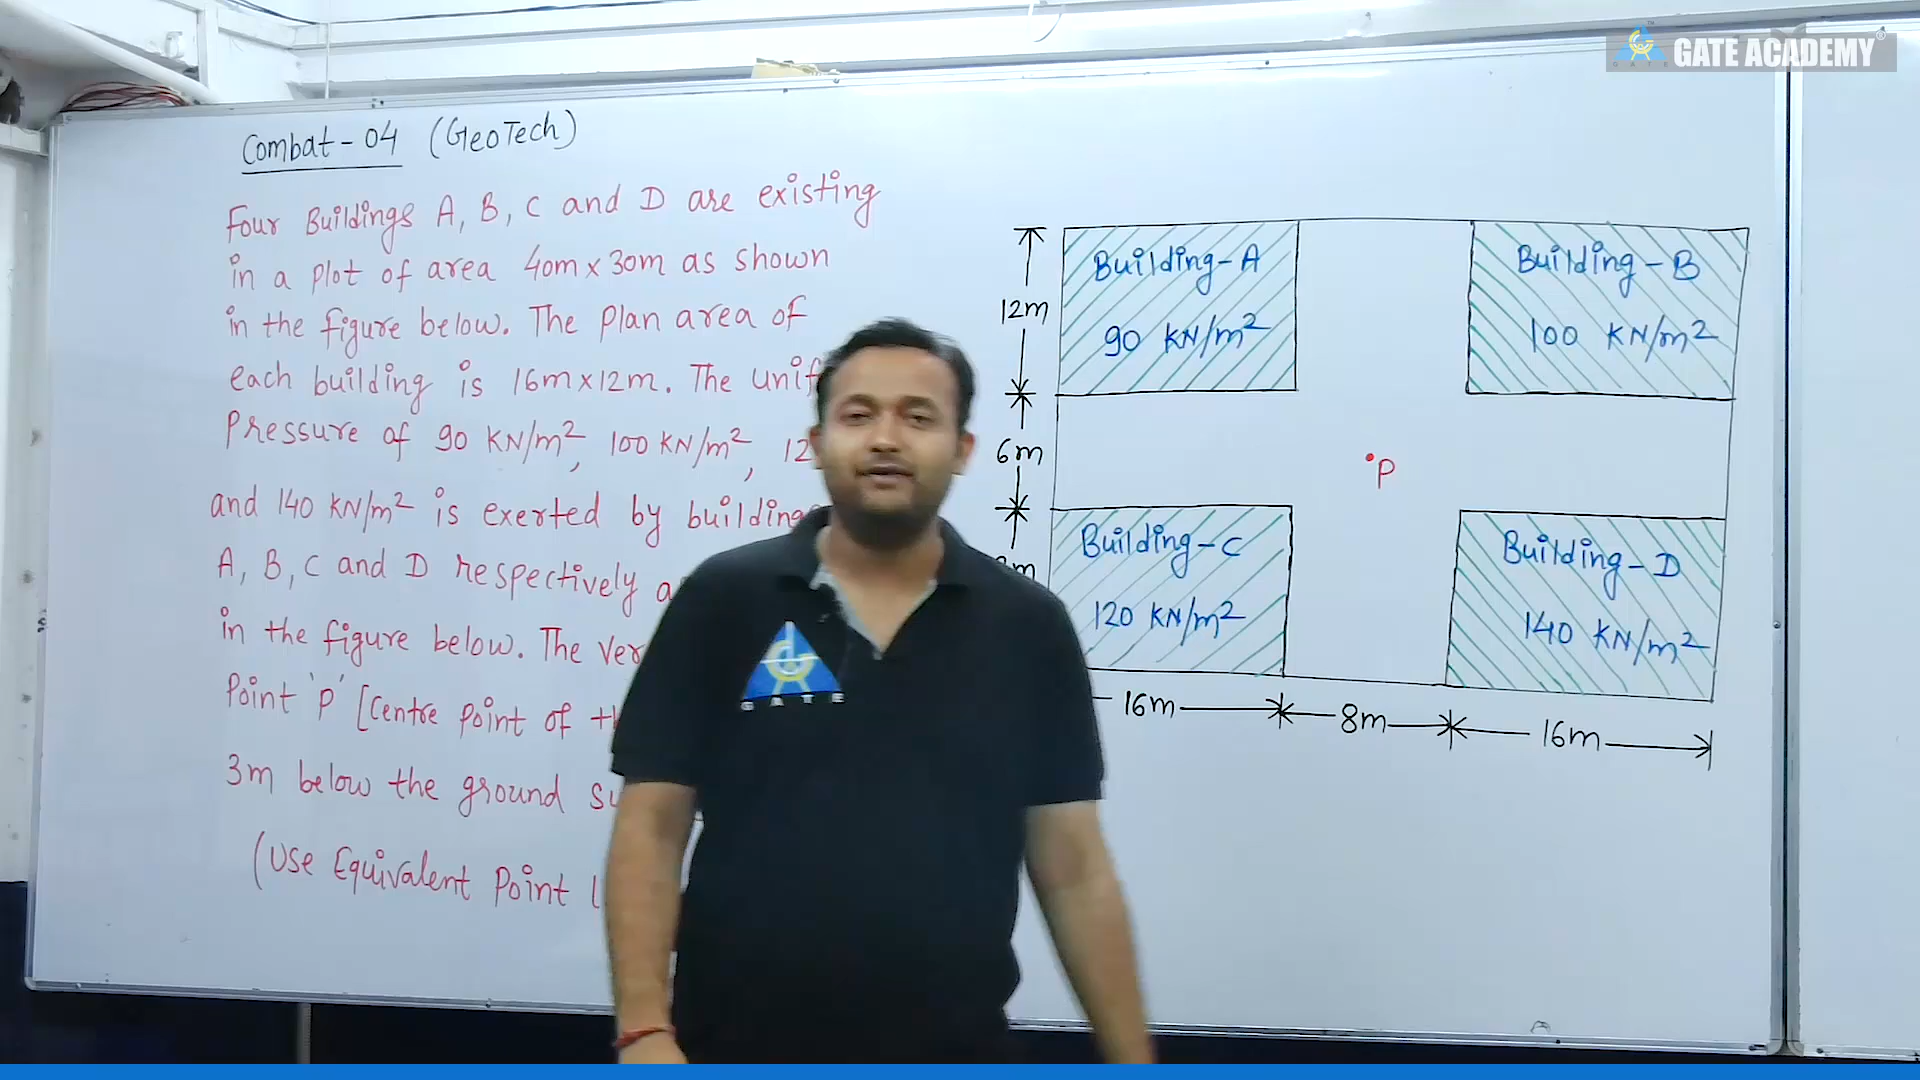 GATE ACADEMY
Combat-04 (GeoTech)
Four Buildings A, B, C and D are existing
in a plot of area 40m x 30m as shown
in the figure below. The plan area of
each building is 16m x 12m. The
Pressure of 90 KN/m², 100 KN/m²,
and 140 KN/m² is exerted by
A, B, C and D respectively
in the figure below. The
Point 'P' [Centre point of
3m below the ground
(Use Equivalent Point
Building-A
90 KN/m²
Building-B
100 KN/m²
12m
6m
P
Building-C
120 KN/m²
Building-D
140 KN/m²
16m
8m
16m
GATE